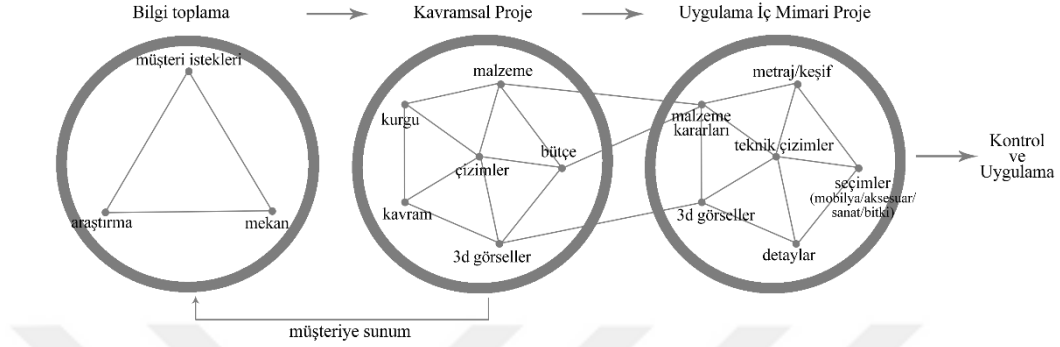 Bilgi toplama
Kavramsal Proje
Uygulama İç Mimari Proje
müşteri istekleri
araştırma
mekan
malzeme
kurgu
çizimler
bütçe
kavram
3d görseller
metraj/keşif
malzeme
kararları
teknik çizimler
seçimler
(mobilya/aksesuar/
sanat/bitki)
3d görseller
detaylar
Kontrol
ve
Uygulama
müşteriye sunum